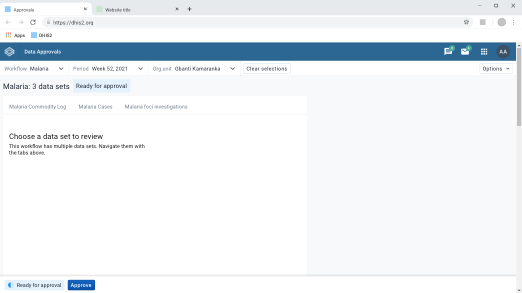 Approvals
Website title
https://dhis2.org
Apps
DHIS2
Data Approvals
AA
Workflow Malaria
Period Week 52, 2021
Org.unit Gbanti Kamaranka
Clear selections
Options
Malaria: 3 data sets
Ready for approval
Malaria Commodity Log
Malaria Cases
Malaria foci investigations
Choose a data set to review
This workflow has multiple data sets. Navigate them with
the tabs above.
Ready for approval
Approve